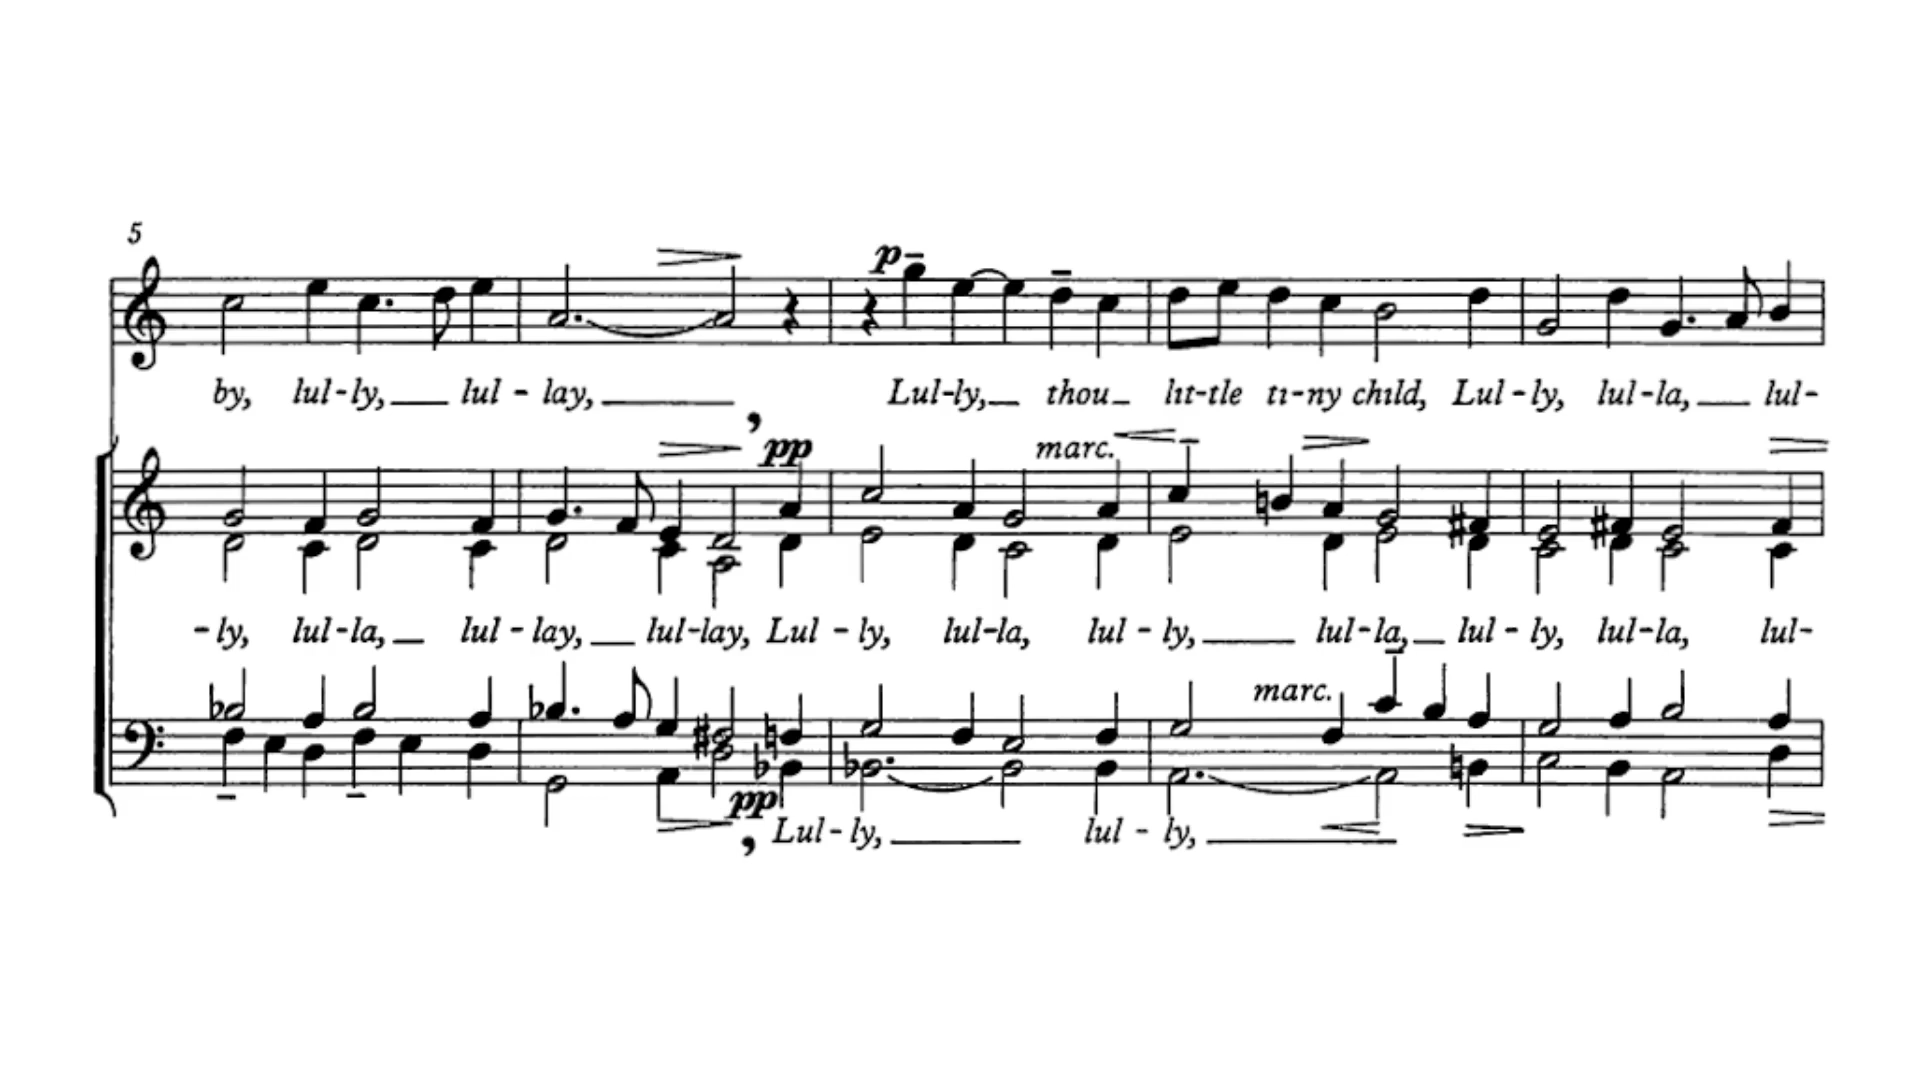 5
p
by, lul-ly, lul - lay, Lul-ly, thou lit-tle ti-ny child, Lul - ly, lul - la, lul-
, pp marc.
- ly, lul - la, lul - lay, lul-lay, Lul - ly, lul-la, lul - ly, lul-la, lul - ly, lul-la, lul-
marc.
pp
, Lul - ly, lul - ly,